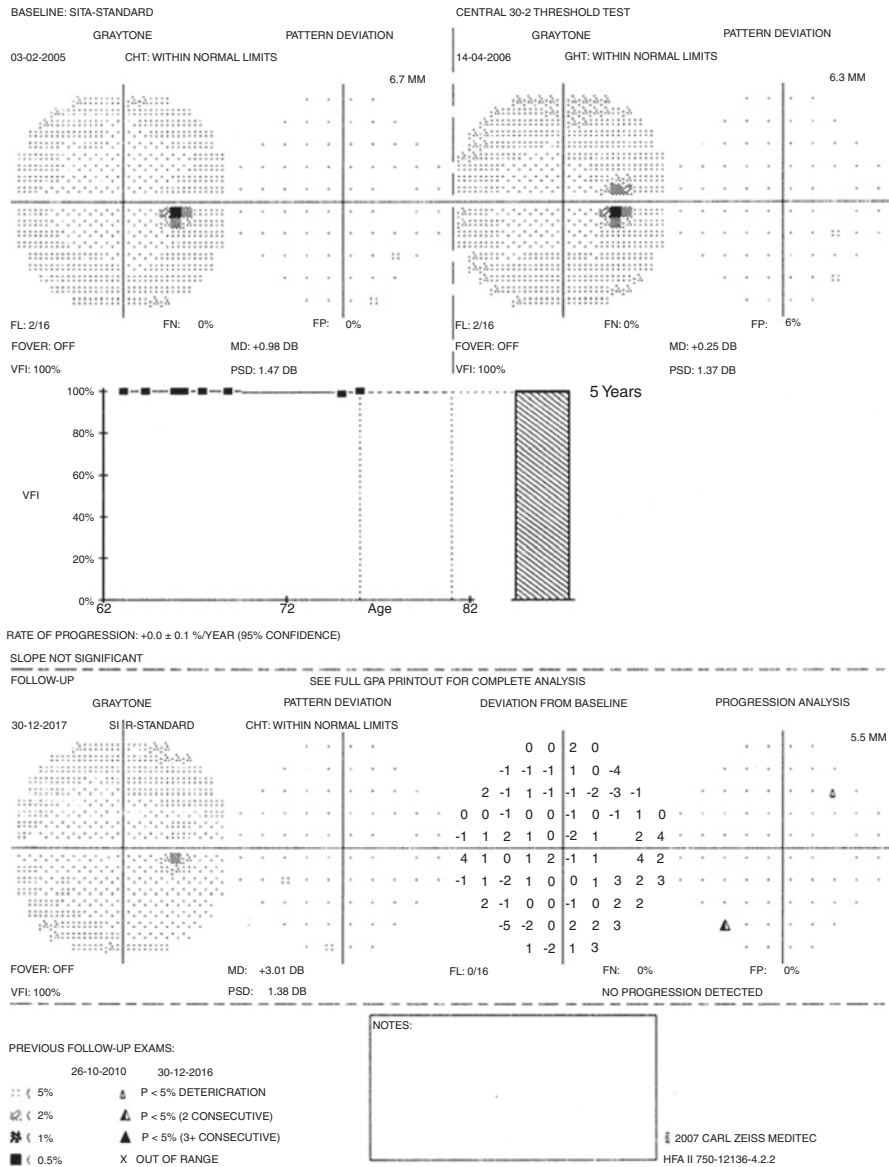 BASELINE: SITA-STANDARD CENTRAL 30-2 THRESHOLD TEST
GRAYTONE PATTERN DEVIATION GRAYTONE PATTERN DEVIATION
03-02-2005 CHT: WITHIN NORMAL LIMITS 14-04-2006 GHT: WITHIN NORMAL LIMITS
6.7 MM 6.3 MM
FL: 2/16 FN: 0% FP: 0% FL: 2/16 FN: 0% FP: 6%
FOVER: OFF MD: +0.98 DB FOVER: OFF MD: +0.25 DB
VFI: 100% PSD: 1.47 DB VFI: 100% PSD: 1.37 DB
100% 5 Years
80%
60%
VFI
40%
20%
0%
62 72 Age 82
RATE OF PROGRESSION: +0.0 ± 0.1 %/YEAR (95% CONFIDENCE)
SLOPE NOT SIGNIFICANT
FOLLOW-UP SEE FULL GPA PRINTOUT FOR COMPLETE ANALYSIS
GRAYTONE PATTERN DEVIATION DEVIATION FROM BASELINE PROGRESSION ANALYSIS
30-12-2017 SI R-STANDARD CHT: WITHIN NORMAL LIMITS 5.5 MM
0 0 2 0
-1 -1 -1 1 0 -4
2 -1 1 -1 -1 -2 -3 -1
0 0 -1 0 0 -1 0 -1 1 0
-1 1 2 1 0 -2 1 2 4
4 1 0 1 2 -1 1 4 2
-1 1 -2 1 0 0 1 3 2 3
2 -1 0 0 -1 0 2 2
-5 -2 0 2 2 3
1 -2 1 3
FOVER: OFF MD: +3.01 DB FL: 0/16 FN: 0% FP: 0%
VFI: 100% PSD: 1.38 DB NO PROGRESSION DETECTED
NOTES:
PREVIOUS FOLLOW-UP EXAMS:
26-10-2010 30-12-2016
( 5% P < 5% DETERICRATION
( 2% P < 5% (2 CONSECUTIVE)
( 1% P < 5% (3+ CONSECUTIVE)
( 0.5% X OUT OF RANGE
2007 CARL ZEISS MEDITEC
HFA II 750-12136-4.2.2